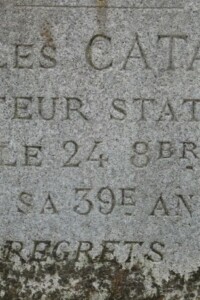 LES CATA
TEUR STAT
LE 24 8BR
SA 39E AN
REGRETS